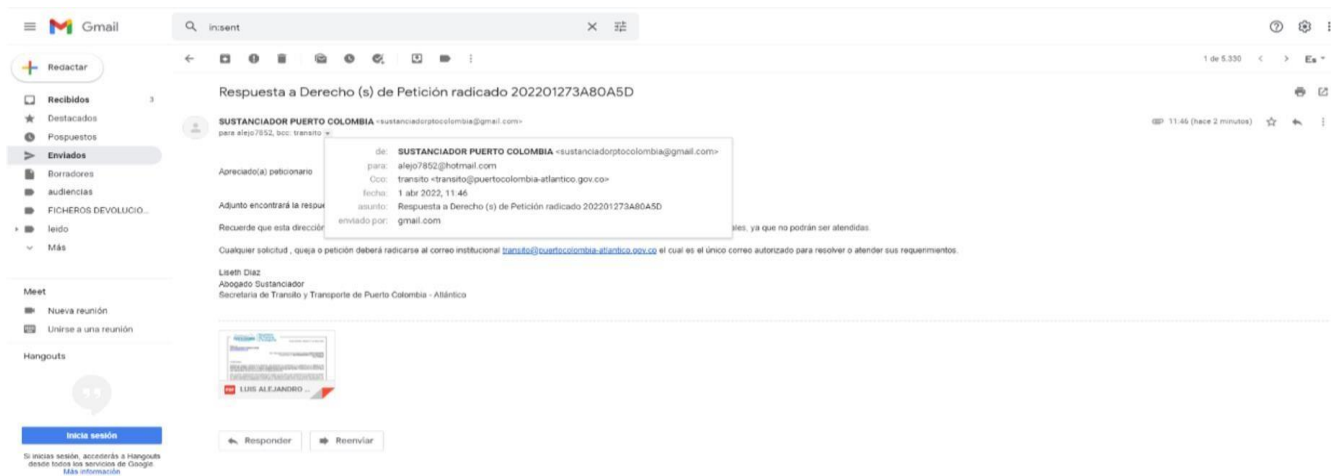 Gmail
in:sent
Redactar
1 de 5.330
Es
Recibidos 3
Destacados
Pospuestos
Enviados
Borradores
audiencias
FICHEROS DEVOLUCIO...
leido
Más
Meet
Nueva reunión
Unirse a una reunión
Hangouts
Inicia sesión
Si inicias sesión, accederás a Hangouts
desde todos los servicios de Google.
Más información
Respuesta a Derecho (s) de Petición radicado 202201273A80A5D
SUSTANCIADOR PUERTO COLOMBIA <sustanciadorptocolombia@gmail.com>
11:46 (hace 2 minutos)
para alejo7852, bcc: transito
de: SUSTANCIADOR PUERTO COLOMBIA <sustanciadorptocolombia@gmail.com>
para: alejo7852@hotmail.com
Cco: transito <transito@puertocolombia-atlantico.gov.co>
fecha: 1 abr 2022, 11:46
asunto: Respuesta a Derecho (s) de Petición radicado 202201273A80A5D
enviado por: gmail.com
Apreciado(a) peticionario
Adjunto encontrará la respue
Recuerde que esta dirección ales, ya que no podrán ser atendidas.
Cualquier solicitud , queja o petición deberá radicarse al correo institucional transito@puertocolombia-atlantico.gov.co el cual es el único correo autorizado para resolver o atender sus requerimientos.
Liseth Diaz
Abogado Sustanciador
Secretaria de Transito y Transporte de Puerto Colombia - Atlántico
PDF LUIS ALEJANDRO ...
Responder
Reenviar